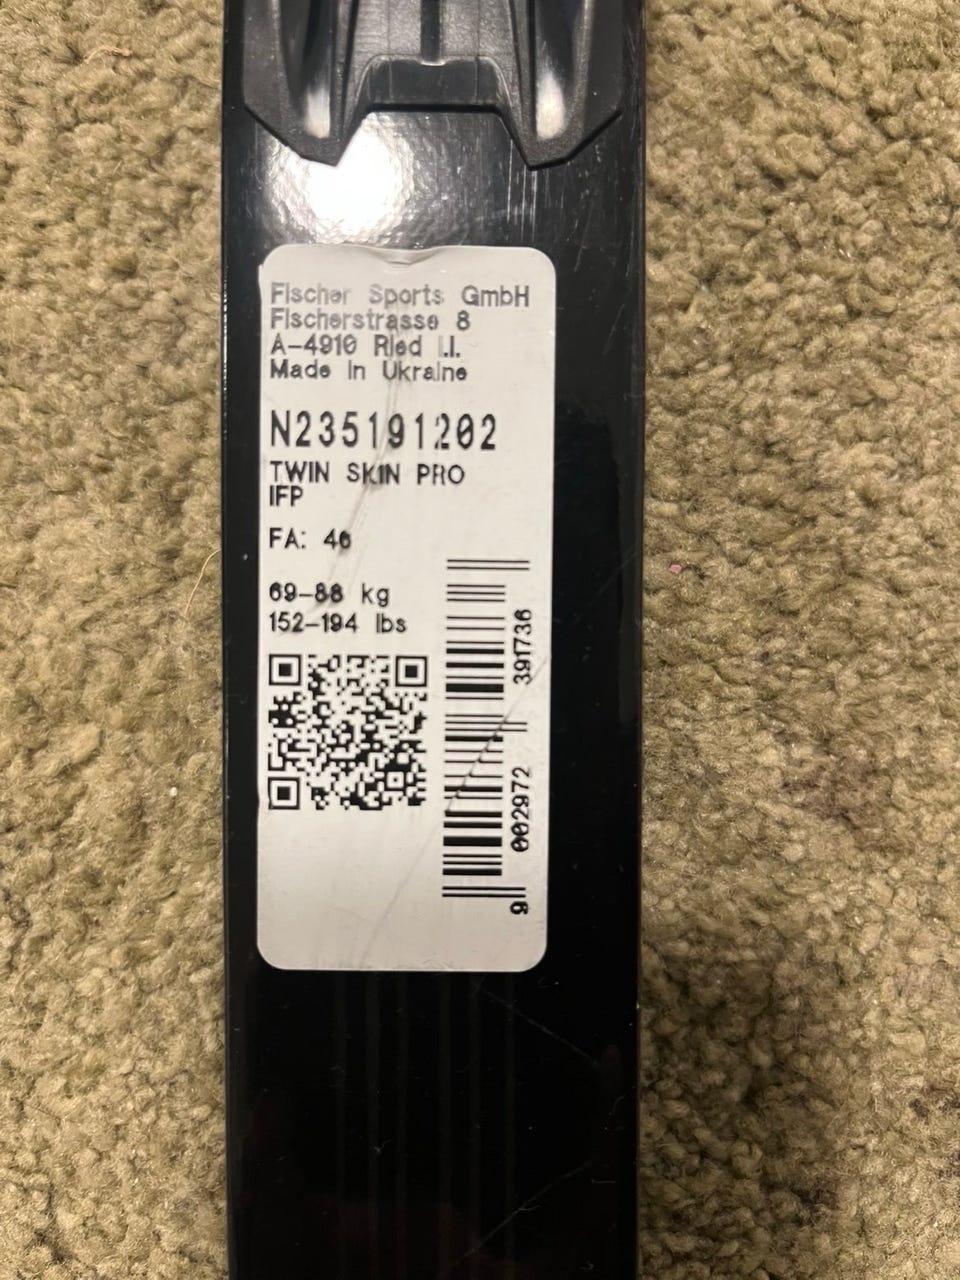 Fischer Sports GmbH
Fischerstrasse 8
A-4910 Ried i.I.
Made in Ukraine
N235191202
TWIN SKIN PRO
IFP
FA: 46
69-88 kg
152-194 lbs
9 002972 391736